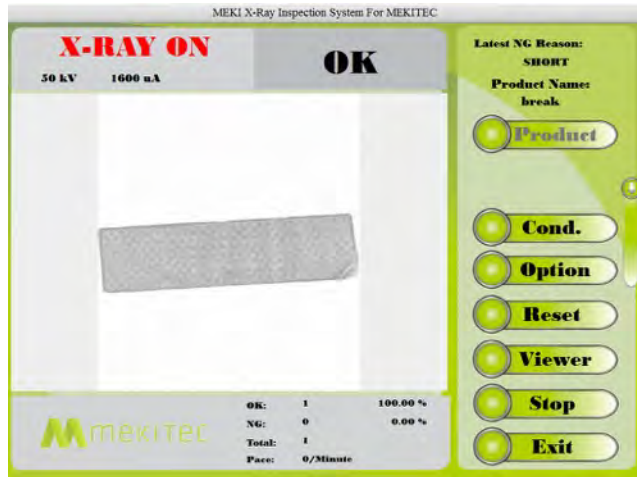 MEKI X-Ray Inspection System For MEKITEC
X-RAY ON
50 kV 1600 uA
OK
Latest NG Reason:
SHORT
Product Name:
break
Product
Cond.
Option
Reset
Viewer
Stop
Exit
mekitec
OK: 1 100.00 %
NG: 0 0.00 %
Total: 1
Pace: 0/Minute